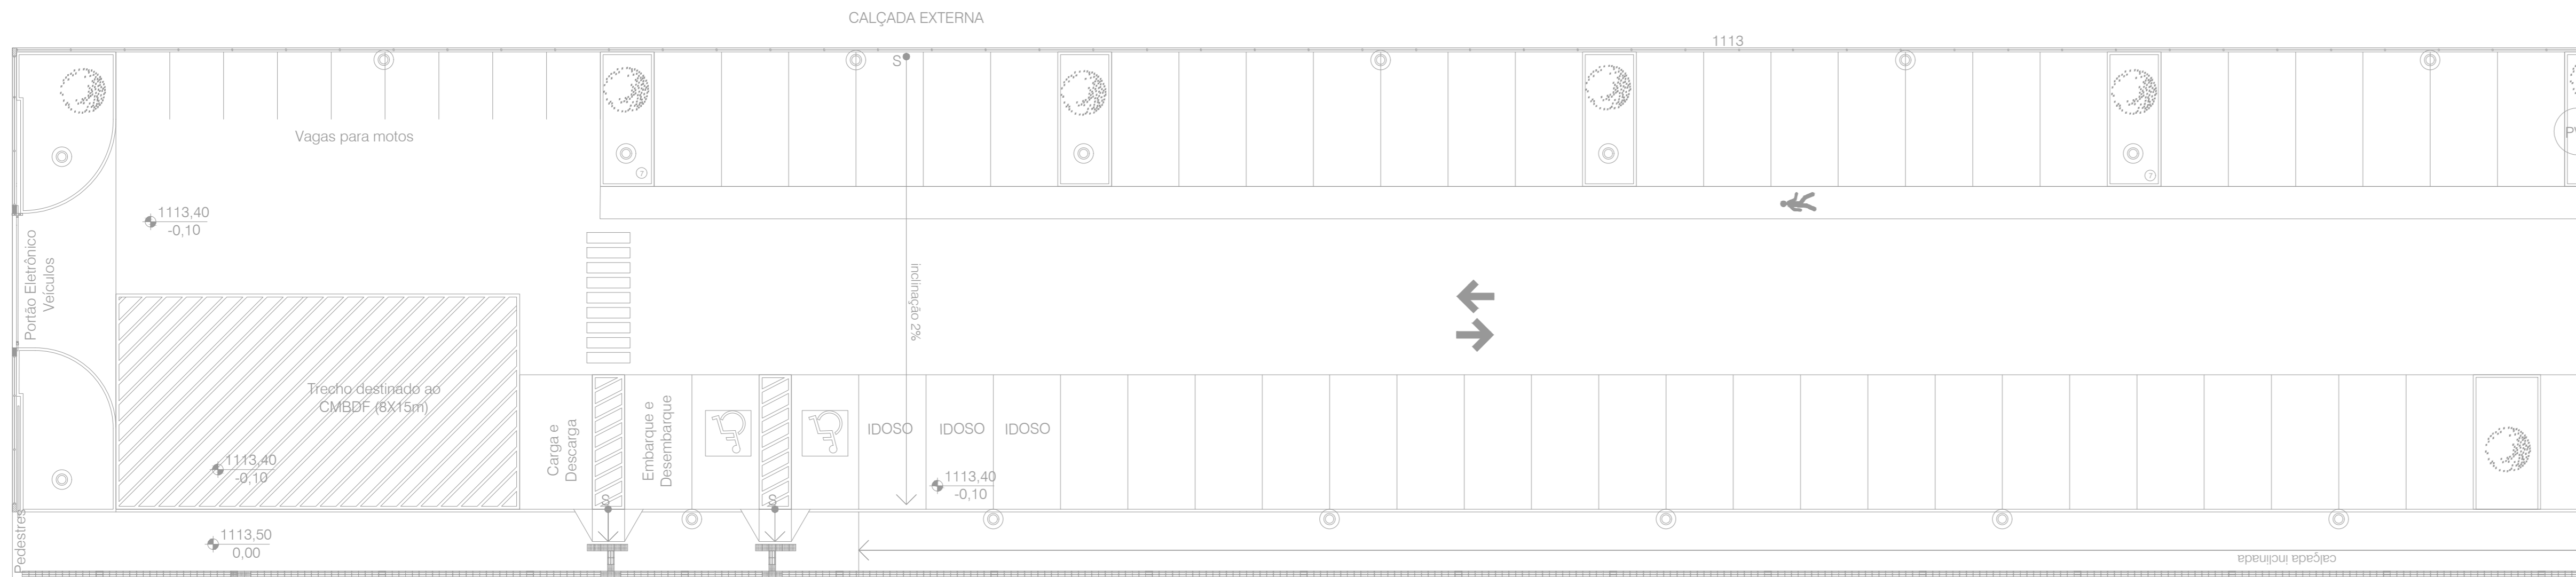 CALÇADA EXTERNA
1113
S
Vagas para motos
7
7
1113,40
-0,10
Portão Eletrônico
Veículos
inclinação 2%
Trecho destinado ao
CMBDF (8X15m)
1113,40
-0,10
Carga e
Descarga
Embarque e
Desembarque
IDOSO
IDOSO
IDOSO
1113,40
-0,10
S
S
Pedestres
1113,50
0,00
calçada inclinada